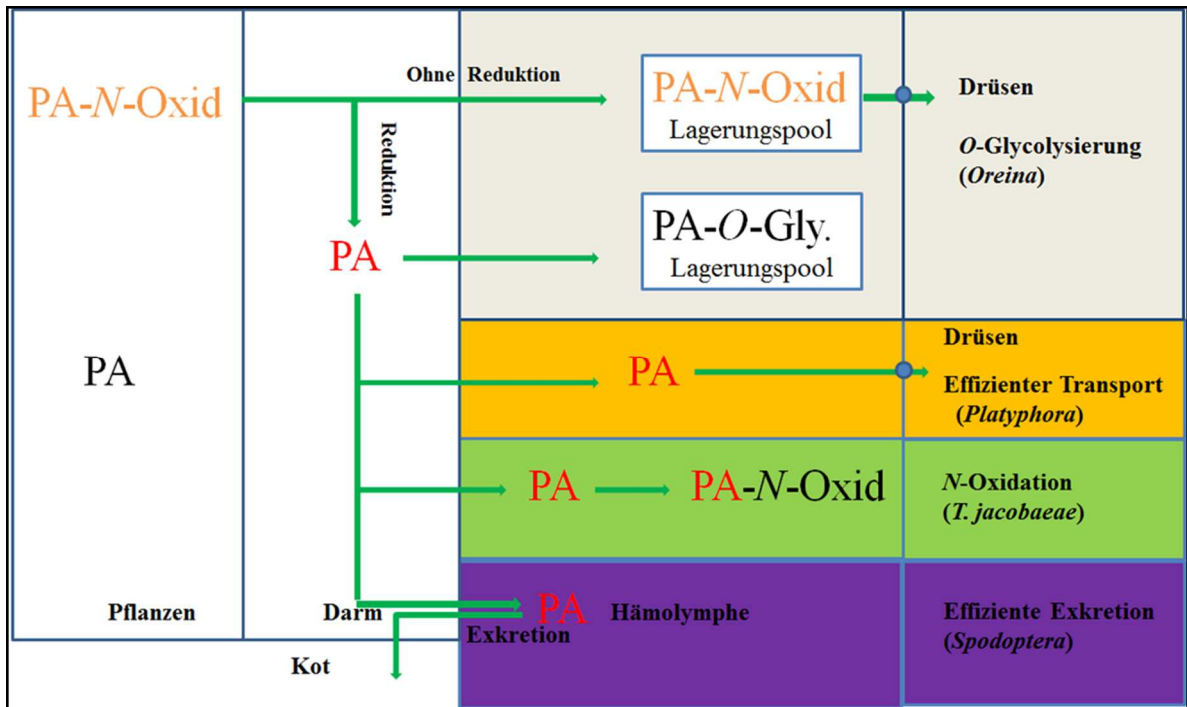 PA-N-Oxid
Ohne Reduktion
PA-N-Oxid
Lagerungspool
Drüsen
O-Glycolysierung
(Oreina)
Reduktion
PA
PA-O-Gly.
Lagerungspool
PA
PA
Drüsen
Effizienter Transport
(Platyphora)
PA
PA-N-Oxid
N-Oxidation
(T. jacobaeae)
Pflanzen
Darm
PA
Hämolymphe
Exkretion
Effiziente Exkretion
(Spodoptera)
Kot